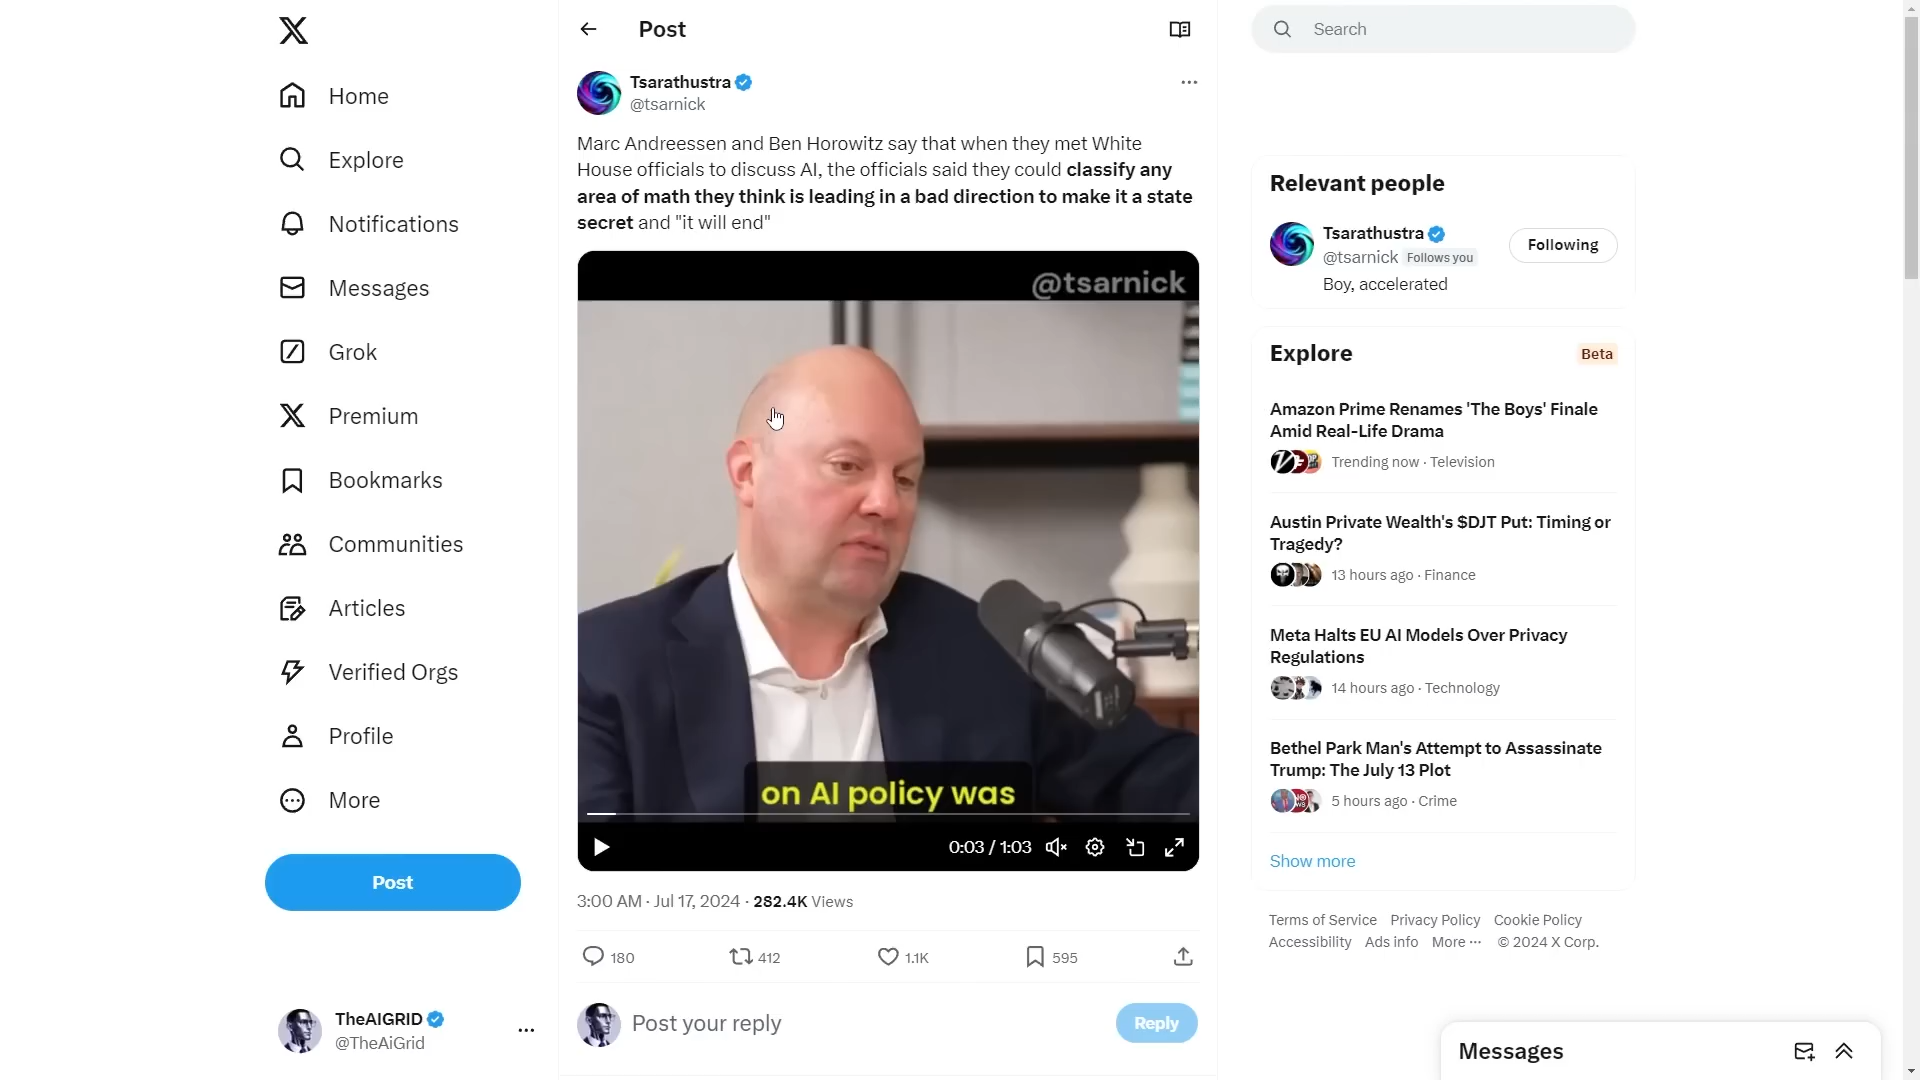 Home
Explore
Notifications
Messages
Grok
Premium
Bookmarks
Communities
Articles
Verified Orgs
Profile
More
Post
TheAIGRID
@TheAiGrid
Post
Tsarathustra
@tsarnick
Marc Andreessen and Ben Horowitz say that when they met White
House officials to discuss AI, the officials said they could classify any
area of math they think is leading in a bad direction to make it a state
secret and "it will end"
@tsarnick
on AI policy was
0:03 / 1:03
3:00 AM · Jul 17, 2024 · 282.4K Views
180 412 1.1K 595
Post your reply
Reply
Search
Relevant people
Tsarathustra
@tsarnick Follows you
Following
Boy, accelerated
Explore
Beta
Amazon Prime Renames 'The Boys' Finale
Amid Real-Life Drama
Trending now · Television
Austin Private Wealth's $DJT Put: Timing or
Tragedy?
13 hours ago · Finance
Meta Halts EU AI Models Over Privacy
Regulations
14 hours ago · Technology
Bethel Park Man's Attempt to Assassinate
Trump: The July 13 Plot
5 hours ago · Crime
Show more
Terms of Service Privacy Policy Cookie Policy
Accessibility Ads info More ··· © 2024 X Corp.
Messages